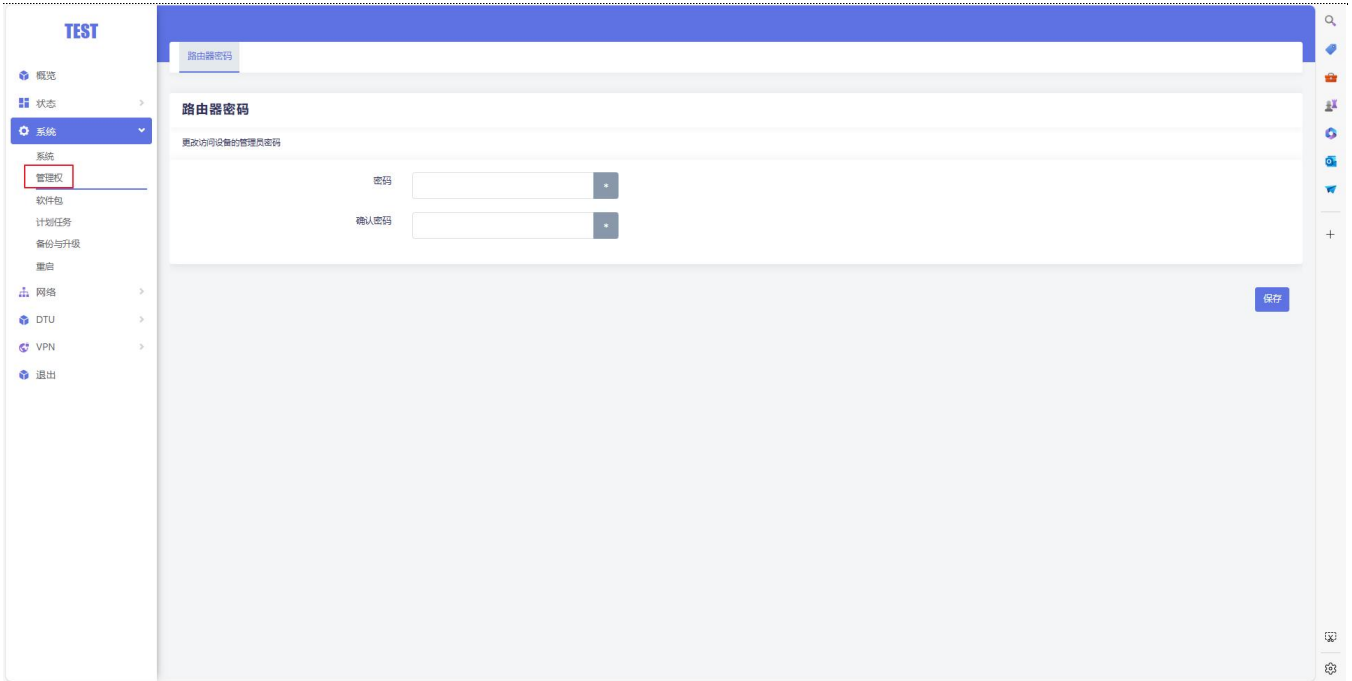 TEST
概览
状态
系统
系统
管理权
软件包
计划任务
备份与升级
重启
网络
DTU
VPN
退出
路由器密码
路由器密码
更改访问设备的管理员密码
密码
确认密码
保存